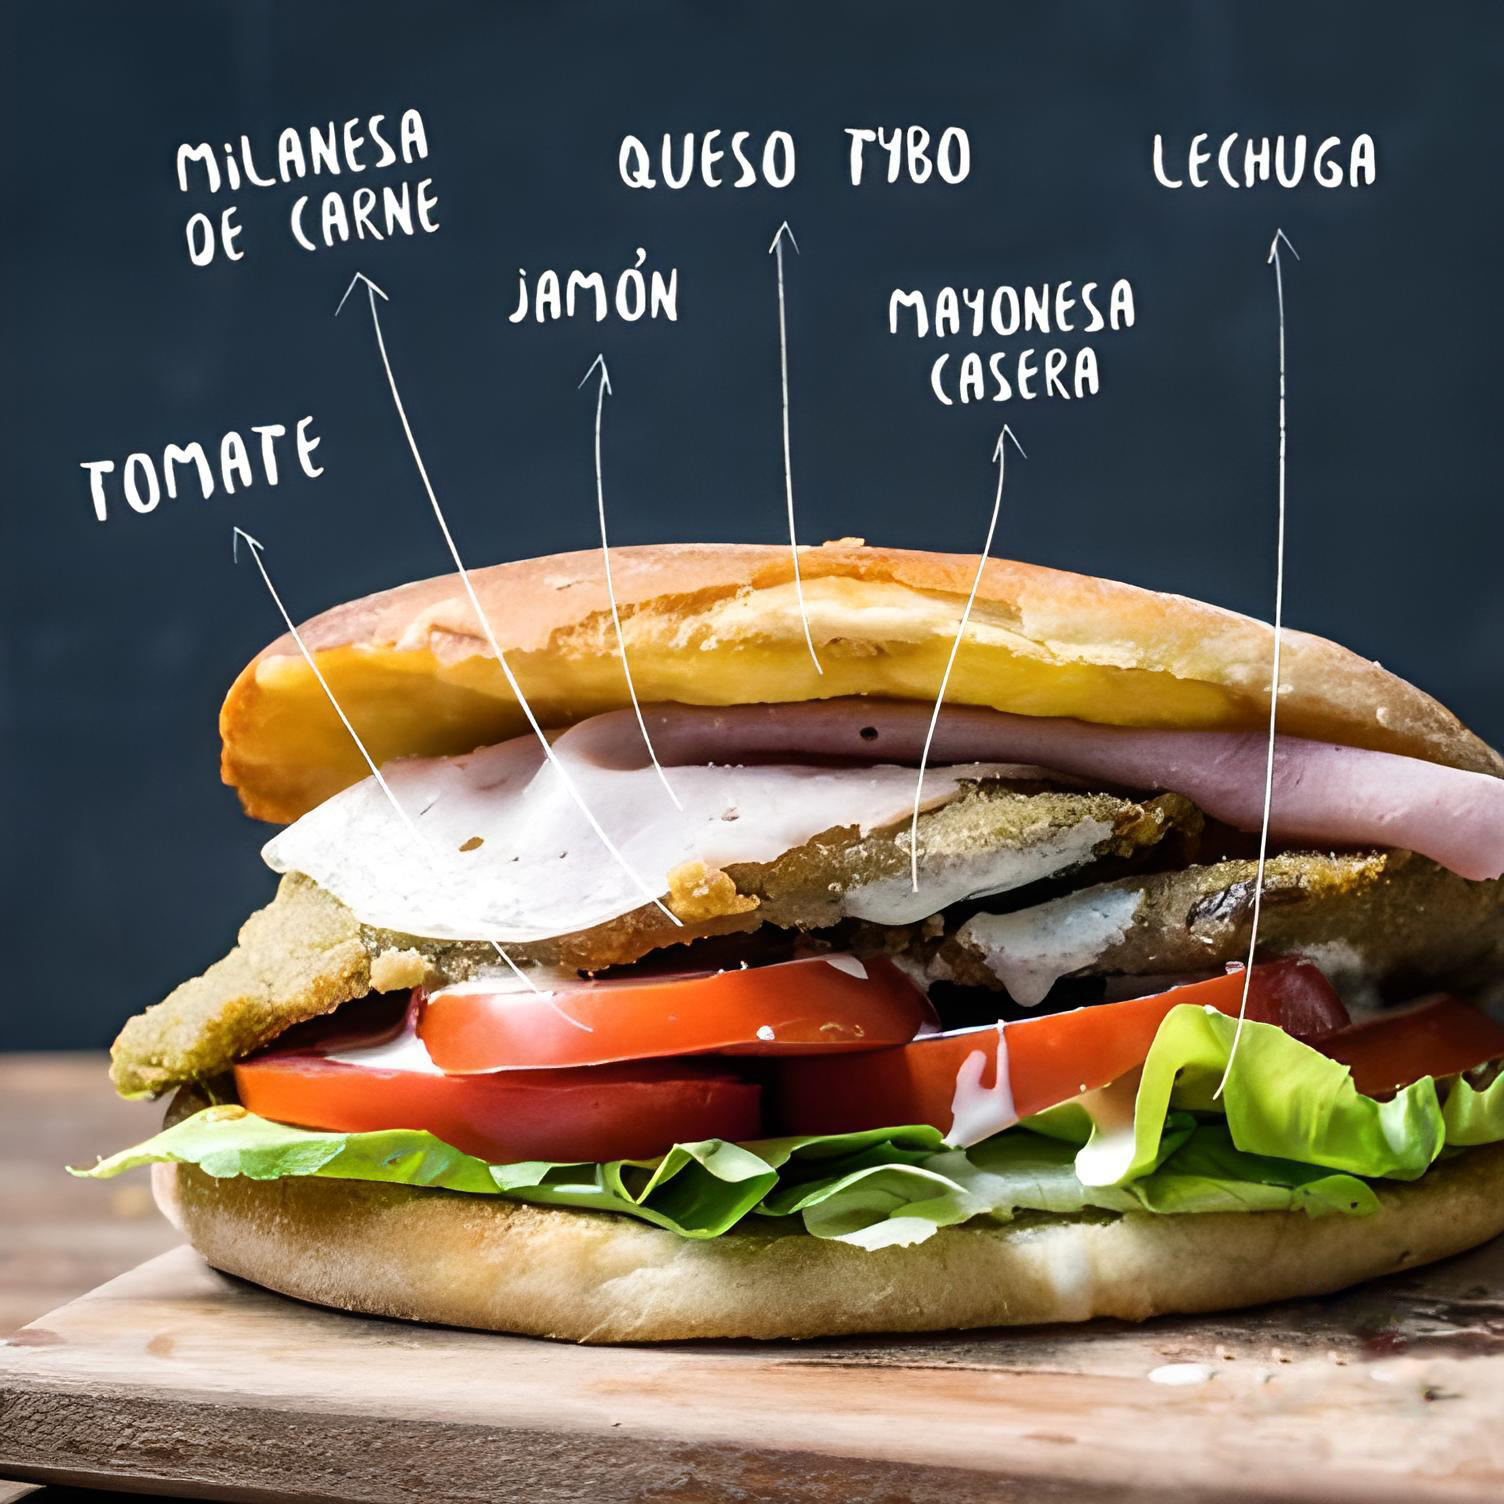 MiLANESA
DE CARNE
QUESO TYBO
LECHUGA
jAMÓN
MAYONESA
CASERA
TOMATE